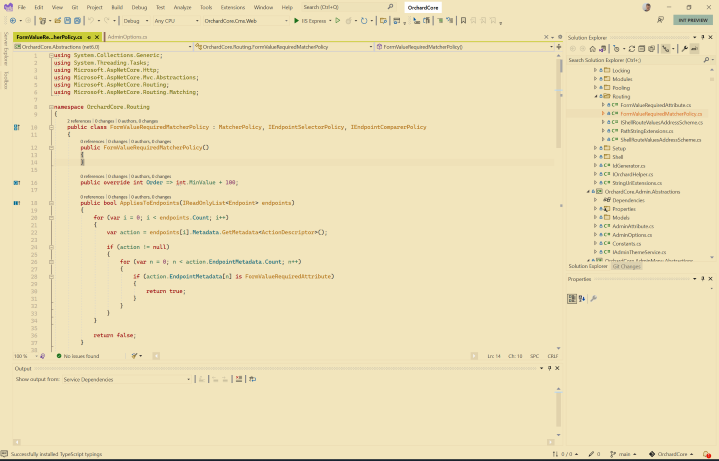 File Edit View Git Project Build Debug Test Analyze Tools Extensions Window Help Search (Ctrl+Q) OrchardCore
Debug Any CPU OrchardCore.Cms.Web IIS Express INT PREVIEW
Server Explorer
Toolbox
FormValueRe...herPolicy.cs AdminOptions.cs
OrchardCore.Abstractions (net6.0) OrchardCore.Routing.FormValueRequiredMatcherPolicy FormValueRequiredMatcherPolicy()
1 using System.Collections.Generic;
2 using System.Threading.Tasks;
3 using Microsoft.AspNetCore.Http;
4 using Microsoft.AspNetCore.Mvc.Abstractions;
5 using Microsoft.AspNetCore.Routing;
6 using Microsoft.AspNetCore.Routing.Matching;
7
8 namespace OrchardCore.Routing
9 {
2 references | 0 changes | 0 authors, 0 changes
10 public class FormValueRequiredMatcherPolicy : MatcherPolicy, IEndpointSelectorPolicy, IEndpointComparerPolicy
11 {
0 references | 0 changes | 0 authors, 0 changes
12 public FormValueRequiredMatcherPolicy()
13 {
14 }
15
0 references | 0 changes | 0 authors, 0 changes
16 public override int Order => int.MinValue + 100;
17
0 references | 0 changes | 0 authors, 0 changes
18 public bool AppliesToEndpoints(IReadOnlyList<Endpoint> endpoints)
19 {
20 for (var i = 0; i < endpoints.Count; i++)
21 {
22 var action = endpoints[i].Metadata.GetMetadata<ActionDescriptor>();
23
24 if (action != null)
25 {
26 for (var n = 0; n < action.EndpointMetadata.Count; n++)
27 {
28 if (action.EndpointMetadata[n] is FormValueRequiredAttribute)
29 {
30 return true;
31 }
32 }
33 }
34 }
35
36 return false;
37 }
38
100 % No issues found Ln: 14 Ch: 10 SPC CRLF
Output
Show output from: Service Dependencies
Solution Explorer
Search Solution Explorer (Ctrl+;)
Locking
Modules
Pooling
Routing
FormValueRequiredAttribute.cs
FormValueRequiredMatcherPolicy.cs
IShellRouteValuesAddressScheme.cs
PathStringExtensions.cs
ShellRouteValuesAddressScheme.cs
Setup
Shell
IdGenerator.cs
IOrchardHelper.cs
StringUriExtensions.cs
OrchardCore.Admin.Abstractions
Dependencies
Properties
Models
AdminAttribute.cs
AdminOptions.cs
Constants.cs
IAdminThemeService.cs
OrchardCore.AdminMenu.Abstractions
Solution Explorer Git Changes
Properties
Successfully installed TypeScript typings. 0 / 0 0 main OrchardCore